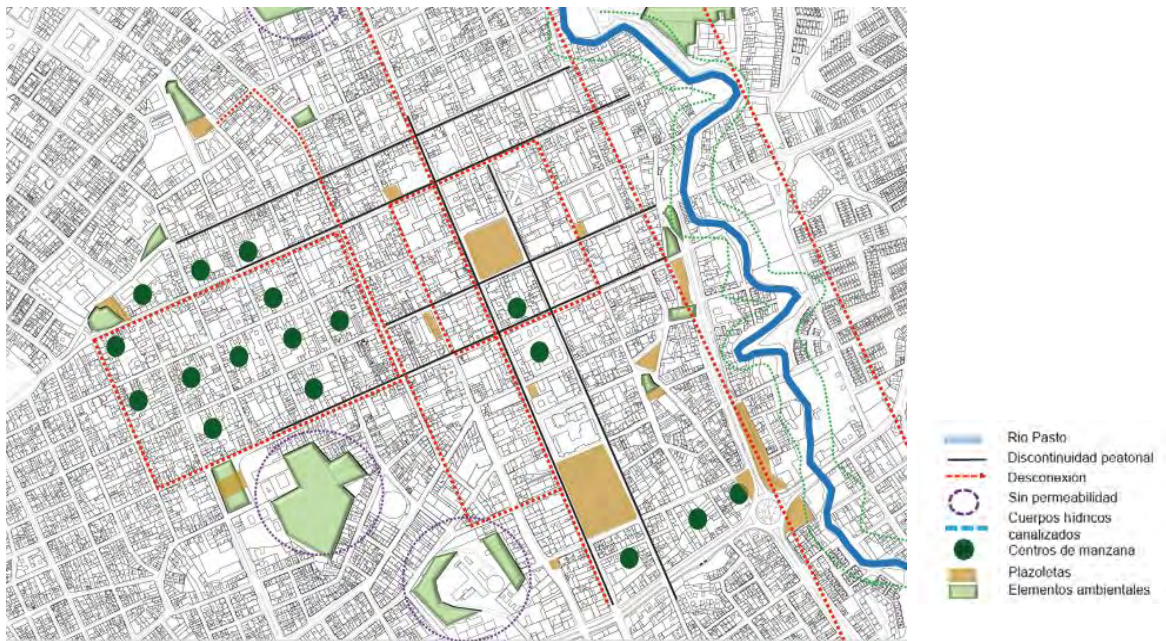 Rio Pasto
Discontinuidad peatonal
Desconexión
Sin permeabilidad
Cuerpos hídricos
canalizados
Centros de manzana
Plazoletas
Elementos ambientales